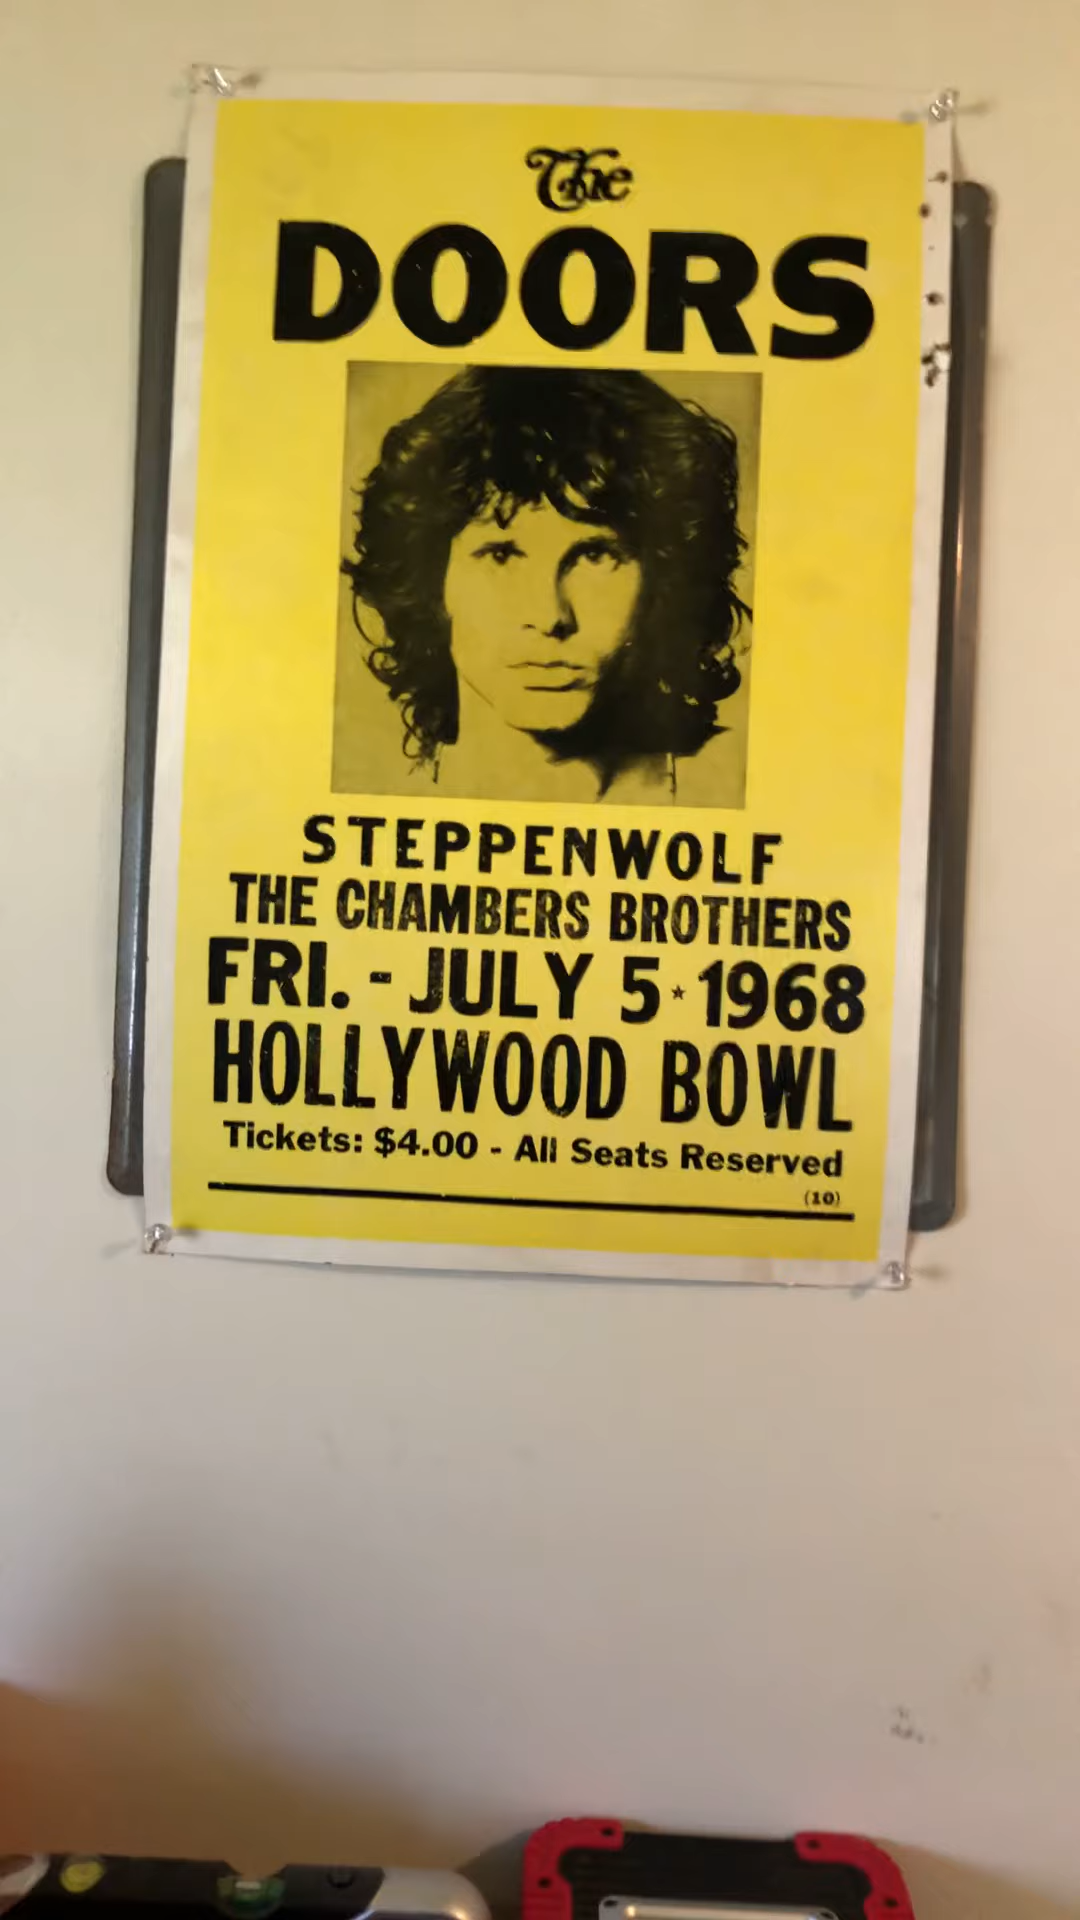 The
DOORS
STEPPENWOLF
THE CHAMBERS BROTHERS
FRI. - JULY 5 ★ 1968
HOLLYWOOD BOWL
Tickets: $4.00 - All Seats Reserved
(10)